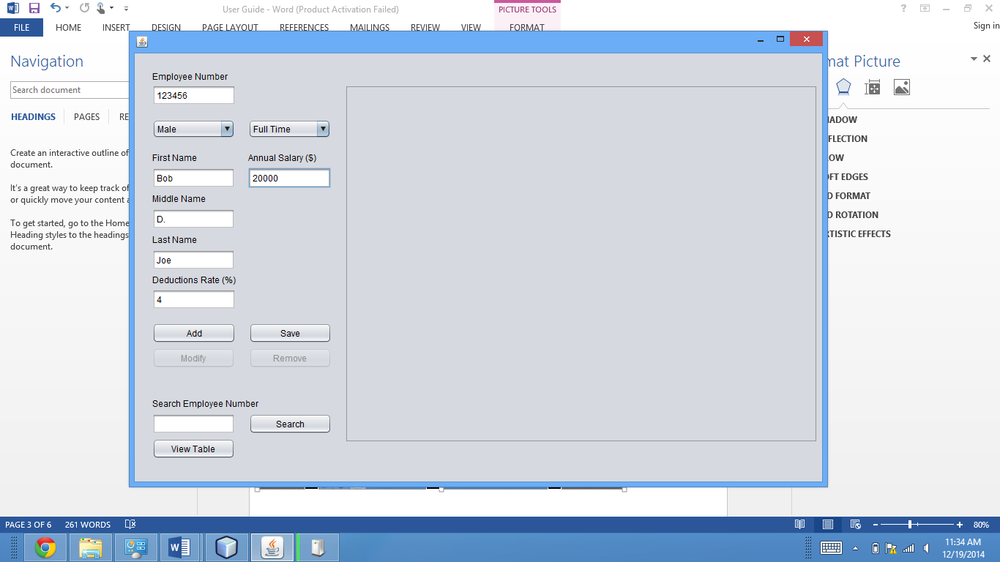 User Guide - Word (Product Activation Failed)
PICTURE TOOLS
FILE HOME INSERT DESIGN PAGE LAYOUT REFERENCES MAILINGS REVIEW VIEW FORMAT
Sign in
Navigation
Search document
HEADINGS PAGES RE
Create an interactive outline of
document.
It's a great way to keep track of
or quickly move your content a
To get started, go to the Home
Heading styles to the headings
document.
Employee Number
123456
Male Full Time
First Name Annual Salary ($)
Bob 20000
Middle Name
D.
Last Name
Joe
Deductions Rate (%)
4
Add Save
Modify Remove
Search Employee Number
Search
View Table
mat Picture
ADOW
FLECTION
OW
FT EDGES
D FORMAT
D ROTATION
RTISTIC EFFECTS
PAGE 3 OF 6 261 WORDS
80%
11:34 AM
12/19/2014